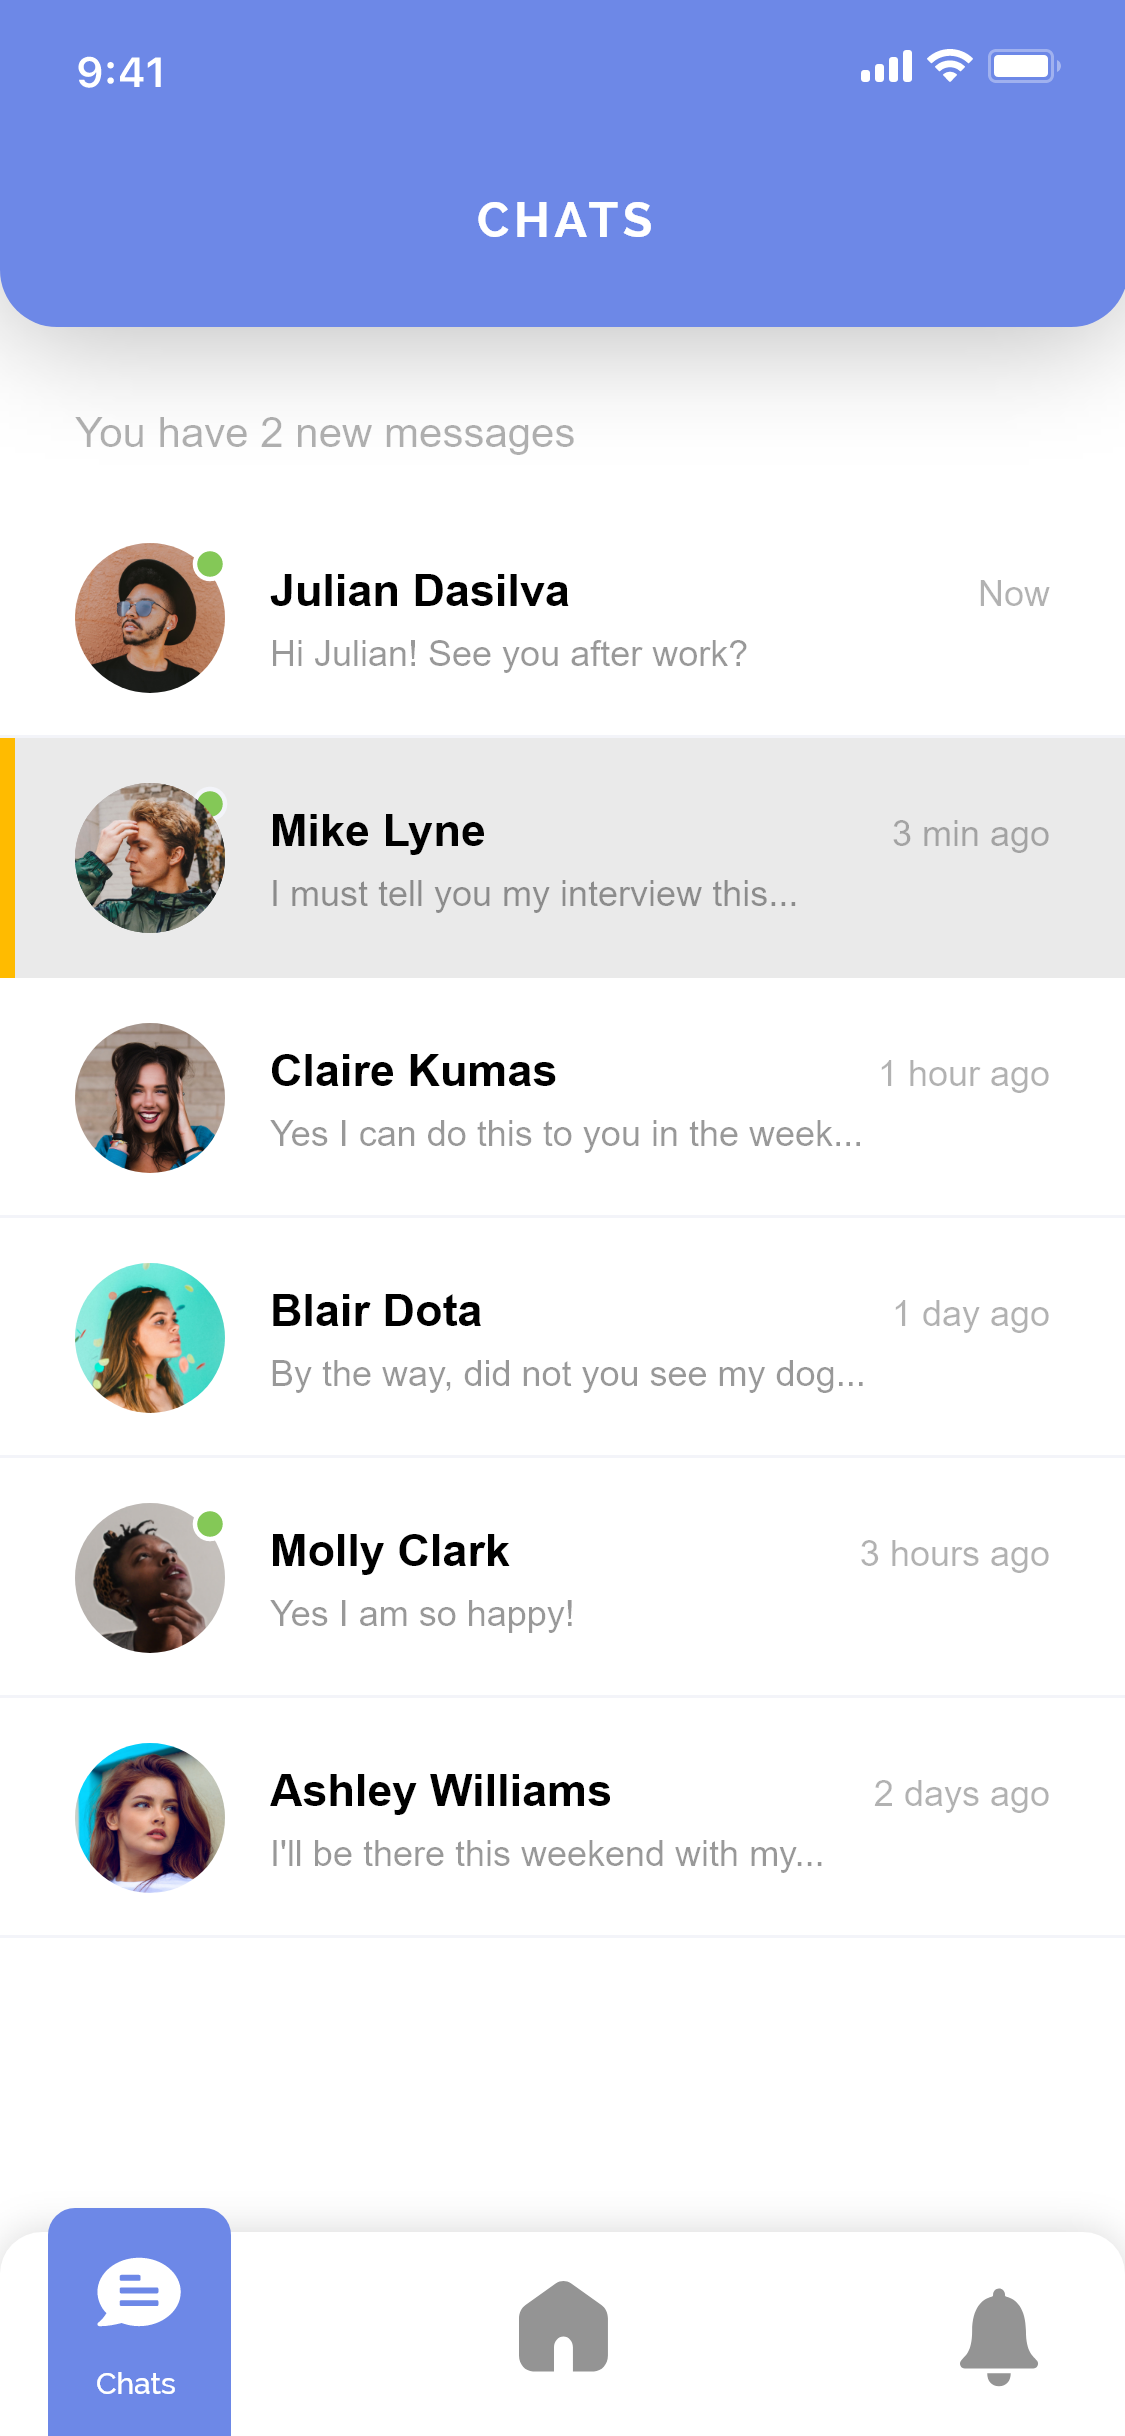 9:41
CHATS
You have 2 new messages
Julian Dasilva
Now
Hi Julian! See you after work?
Mike Lyne
3 min ago
I must tell you my interview this...
Claire Kumas
1 hour ago
Yes I can do this to you in the week...
Blair Dota
1 day ago
By the way, did not you see my dog...
Molly Clark
3 hours ago
Yes I am so happy!
Ashley Williams
2 days ago
I'll be there this weekend with my...
Chats